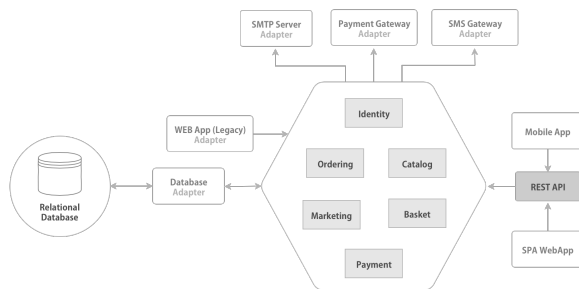 SMTP Server
Adapter
Payment Gateway
Adapter
SMS Gateway
Adapter
Identity
WEB App (Legacy)
Adapter
Mobile App
Ordering
Catalog
Database
Adapter
REST API
Relational
Database
Marketing
Basket
SPA WebApp
Payment